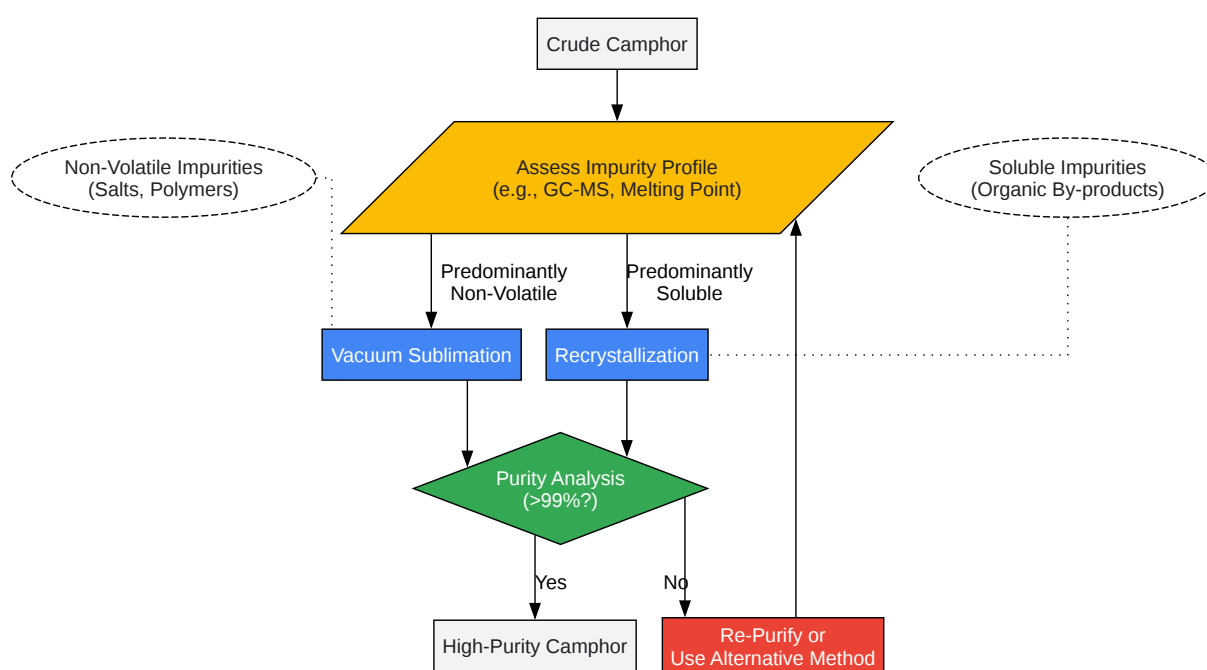 Crude Camphor
Non-Volatile Impurities
(Salts, Polymers)
Assess Impurity Profile
(e.g., GC-MS, Melting Point)
Soluble Impurities
(Organic By-products)
Predominantly
Non-Volatile
Predominantly
Soluble
Vacuum Sublimation
Recrystallization
Purity Analysis
(>99%?)
Yes
No
High-Purity Camphor
Re-Purify or
Use Alternative Method